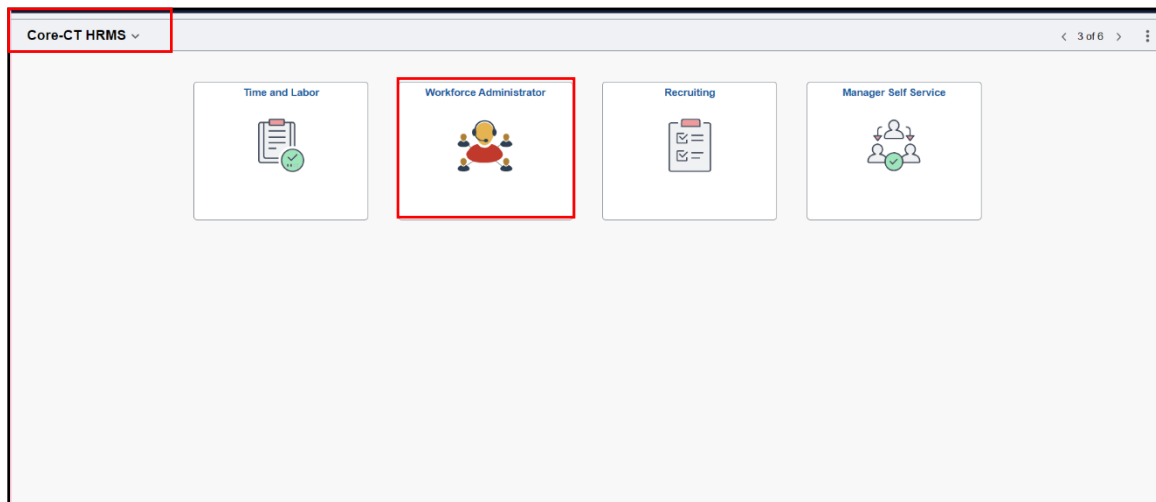 Core-CT HRMS
3 of 6
Time and Labor
Workforce Administrator
Recruiting
Manager Self Service